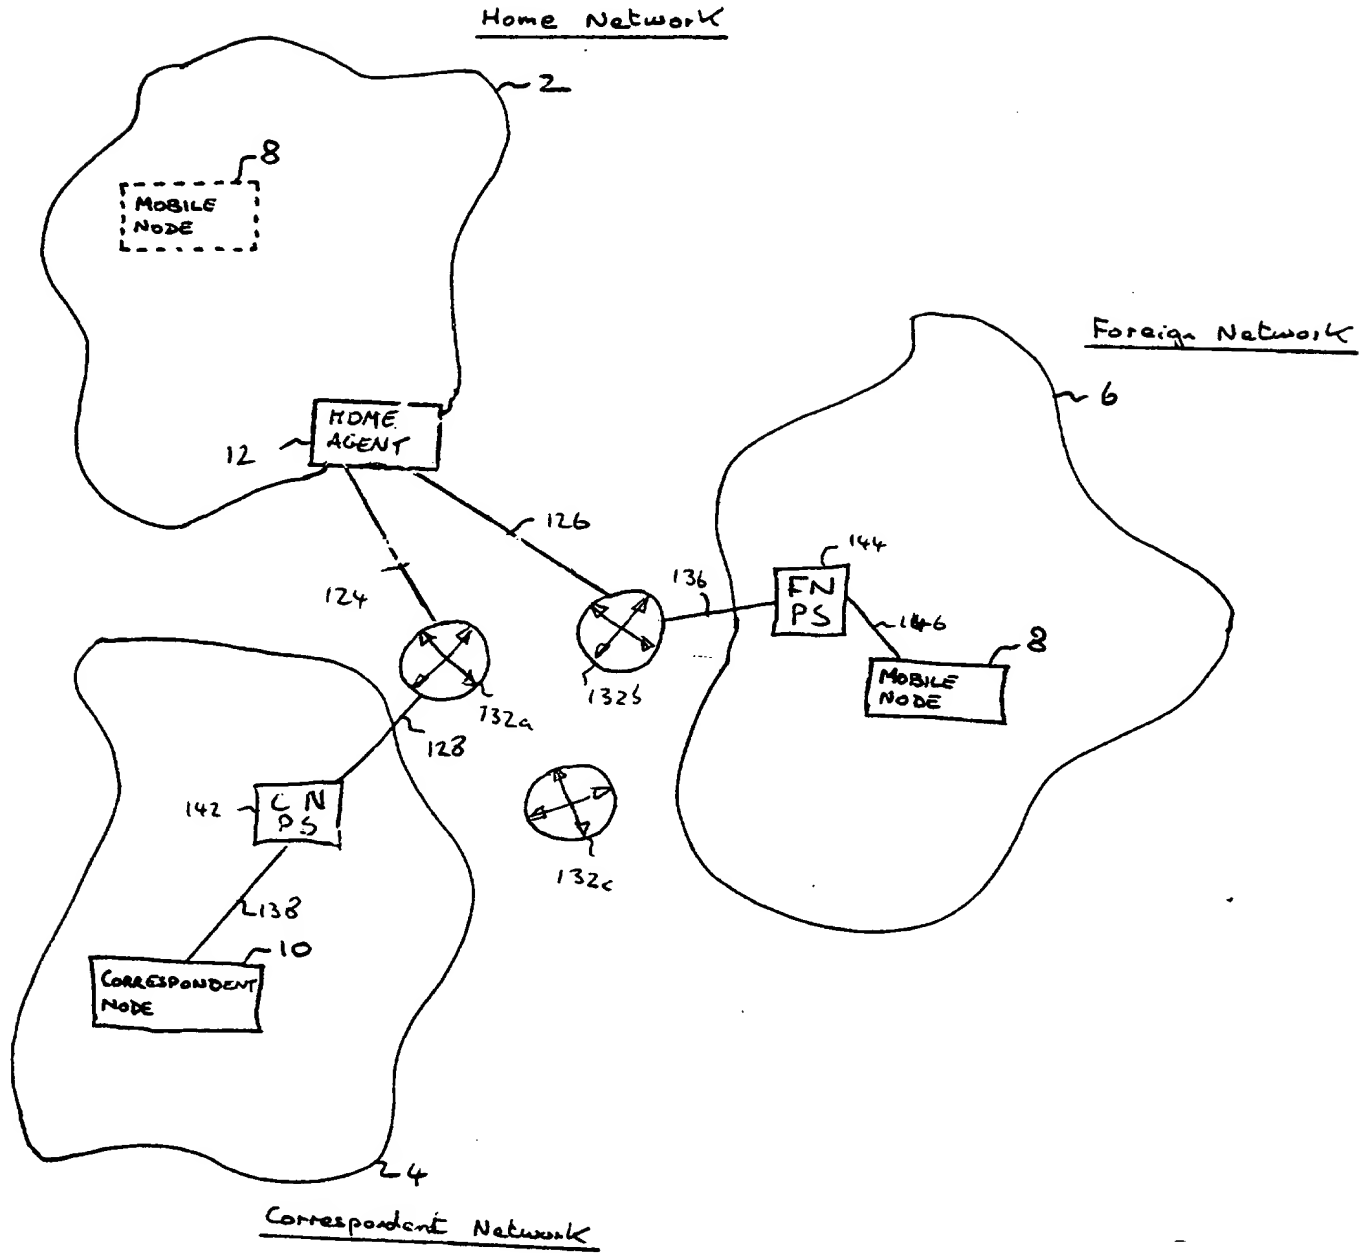 Home Network
2
8
MOBILE
NODE
Foreign Network
6
HOME
AGENT
12
126
144
124
136
FN
PS
146
8
MOBILE
NODE
132a
132b
128
142
CN
PS
132c
138
10
CORRESPONDENT
NODE
4
Correspondent Network